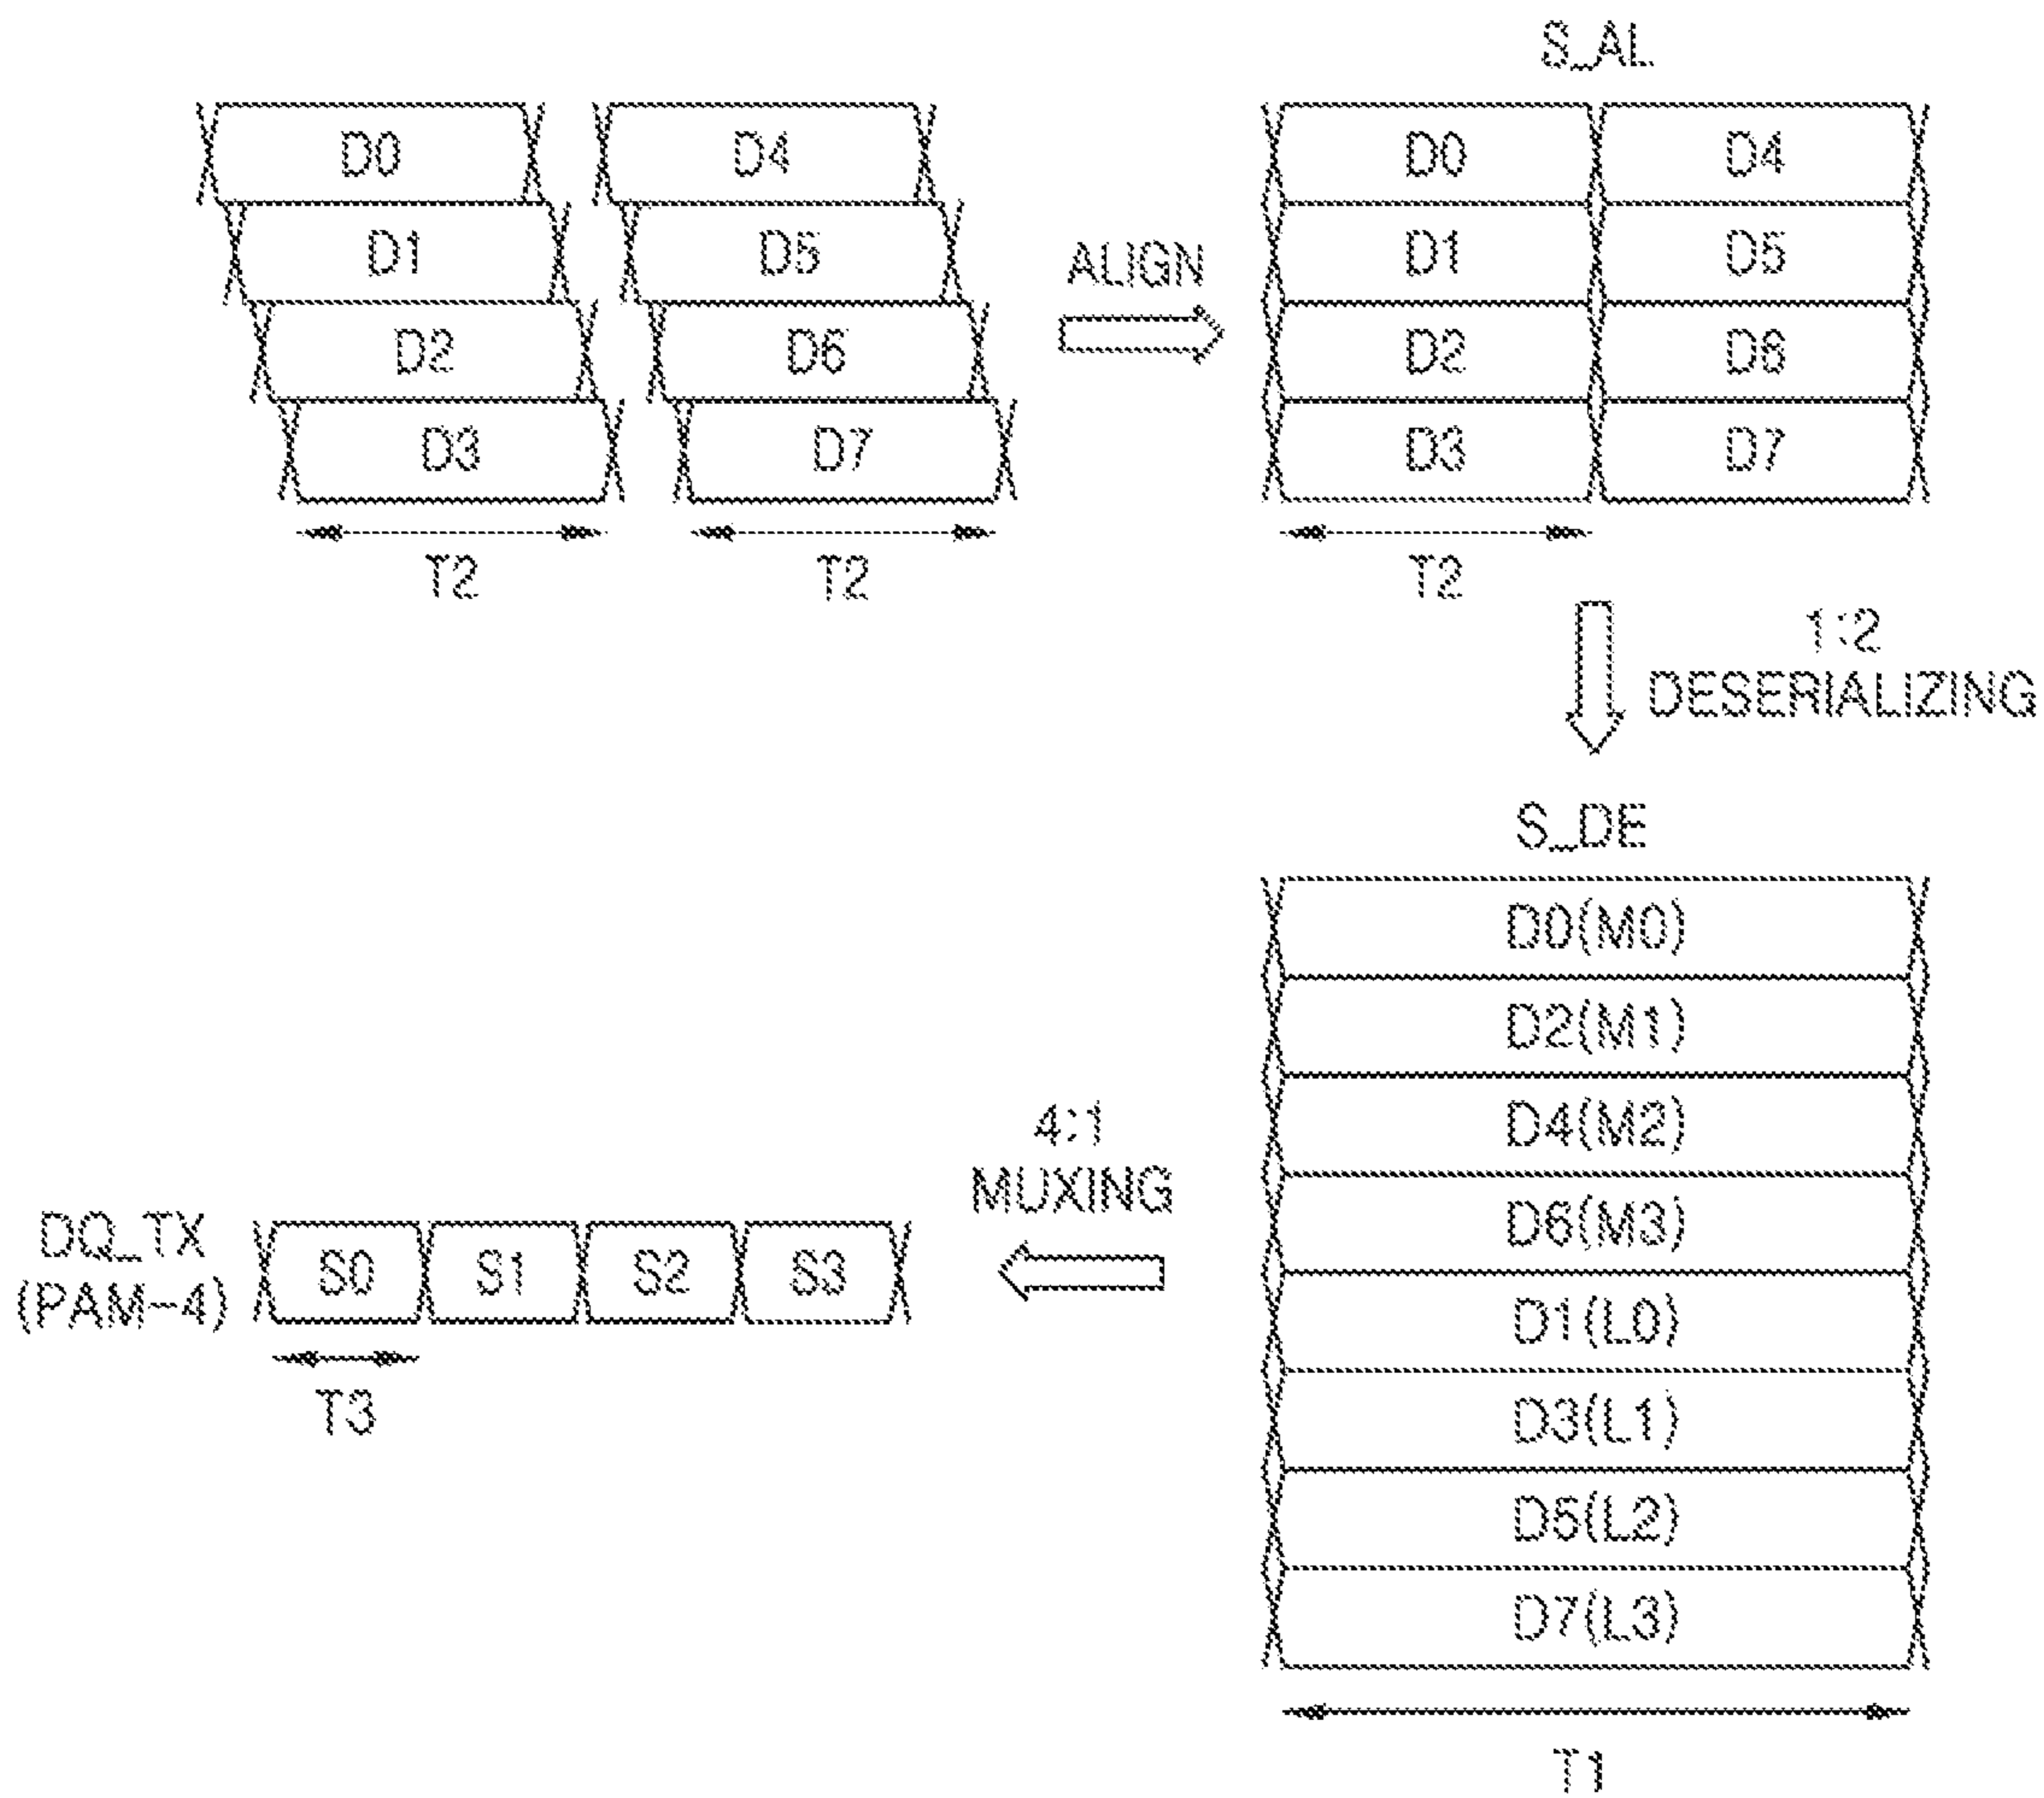 S_AL
D0 D4
D1 D5
D2 D6
D3 D7
T2 T2
ALIGN
D0 D4
D1 D5
D2 D6
D3 D7
T2
1:2
DESERIALIZING
S_DE
D0(M0)
D2(M1)
D4(M2)
D6(M3)
D1(L0)
D3(L1)
D5(L2)
D7(L3)
T1
4:1
MUXING
DQ_TX
(PAM-4)
S0 S1 S2 S3
T3